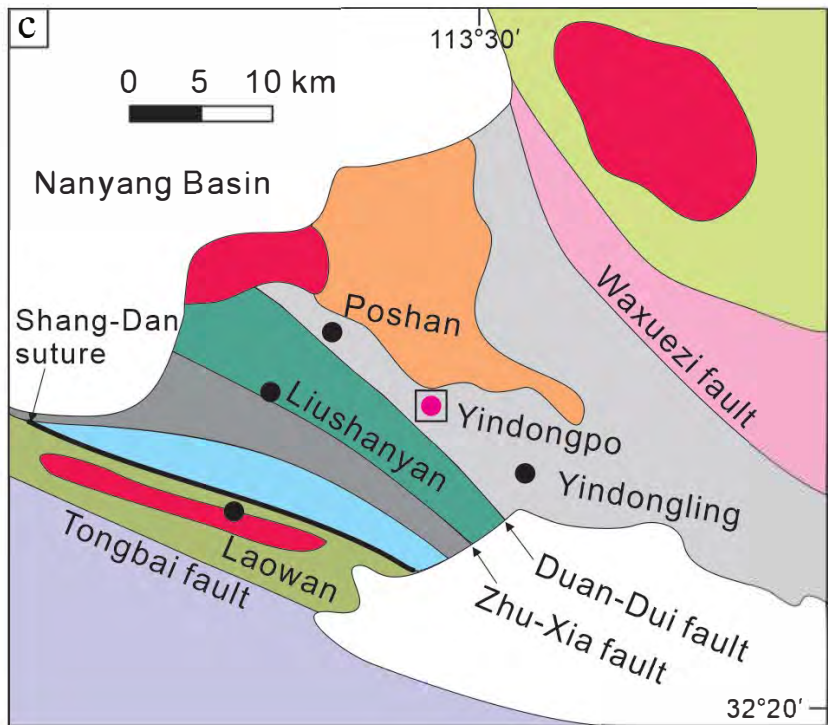 c
113°30′
0 5 10 km
Nanyang Basin
Poshan
Waxuezi fault
Shang-Dan
suture
Liushanyan
Yindongpo
Yindongling
Laowan
Tongbai fault
Duan-Dui fault
Zhu-Xia fault
32°20′